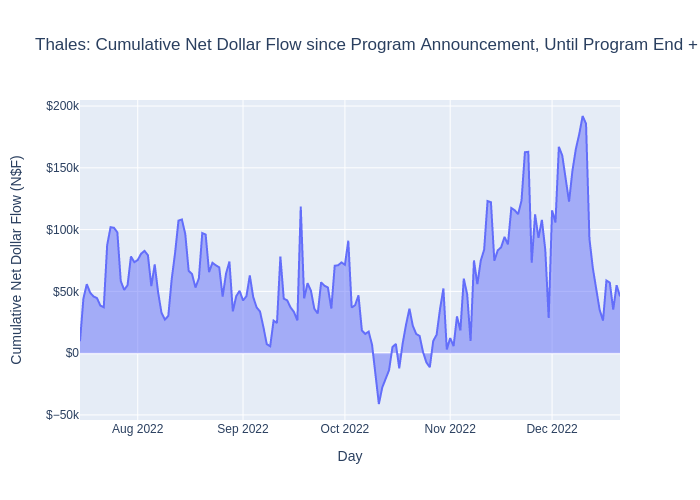 Thales: Cumulative Net Dollar Flow since Program Announcement, Until Program End +
$200k
$150k
$100k
$50k
$0
$−50k
Cumulative Net Dollar Flow (N$F)
Aug 2022
Sep 2022
Oct 2022
Nov 2022
Dec 2022
Day